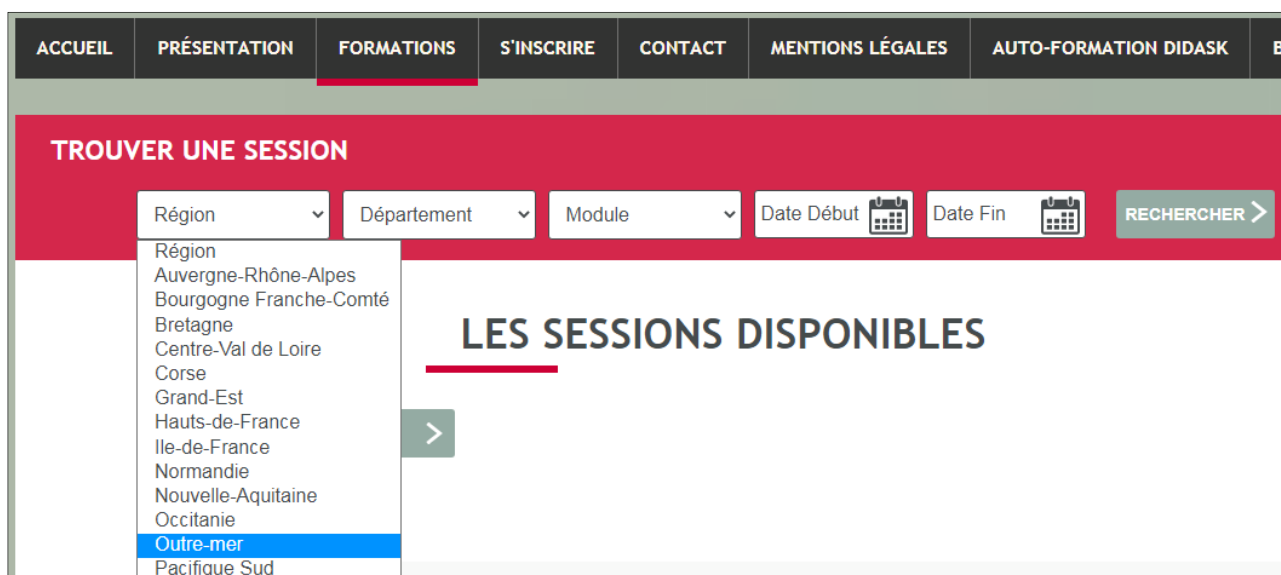 ACCUEIL PRÉSENTATION FORMATIONS S'INSCRIRE CONTACT MENTIONS LÉGALES AUTO-FORMATION DIDASK
TROUVER UNE SESSION
Région Département Module Date Début Date Fin RECHERCHER
Région
Auvergne-Rhône-Alpes
Bourgogne Franche-Comté
Bretagne
Centre-Val de Loire
Corse
Grand-Est
Hauts-de-France
Ile-de-France
Normandie
Nouvelle-Aquitaine
Occitanie
Outre-mer
Pacifique Sud
LES SESSIONS DISPONIBLES